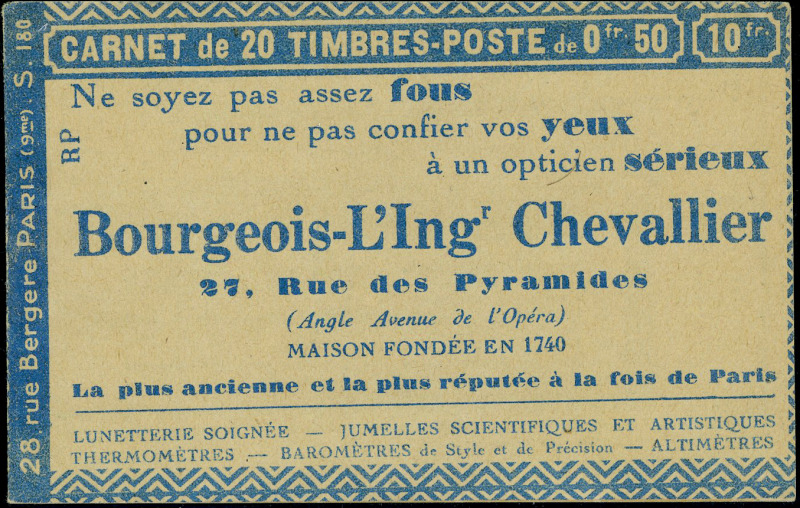 CARNET de 20 TIMBRES-POSTE de 0fr. 50 10fr.
Ne soyez pas assez fous
pour ne pas confier vos yeux
à un opticien sérieux
RP
Bourgeois-L'Ingr Chevallier
27, Rue des Pyramides
(Angle Avenue de l'Opéra)
MAISON FONDÉE EN 1740
La plus ancienne et la plus réputée à la fois de Paris
LUNETTERIE SOIGNÉE — JUMELLES SCIENTIFIQUES ET ARTISTIQUES
THERMOMÈTRES — BAROMÈTRES de Style et de Précision — ALTIMÈTRES
28 rue Bergère PARIS (9me). S. 180